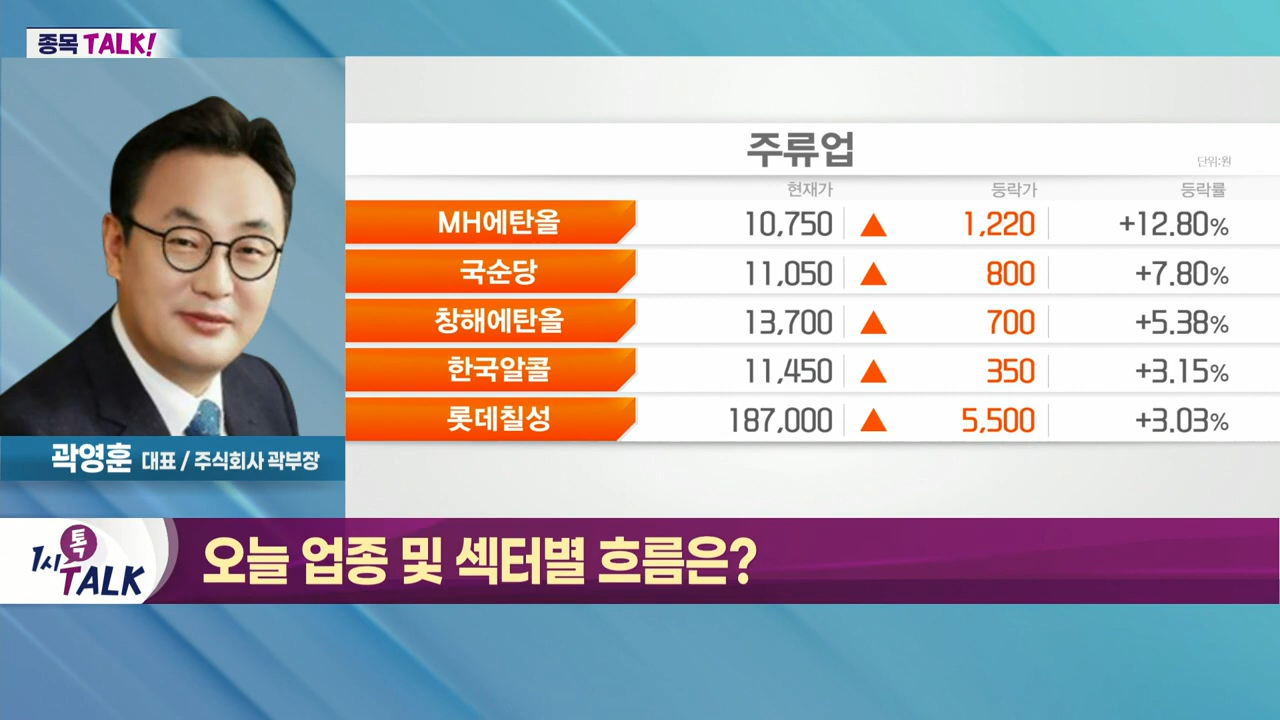 종목 TALK!
주류업
단위:원
현재가 등락가 등락률
MH에탄올 10,750 ▲ 1,220 +12.80%
국순당 11,050 ▲ 800 +7.80%
창해에탄올 13,700 ▲ 700 +5.38%
한국알콜 11,450 ▲ 350 +3.15%
롯데칠성 187,000 ▲ 5,500 +3.03%
곽영훈 대표 / 주식회사 곽부장
1시 톡 TALK
오늘 업종 및 섹터별 흐름은?